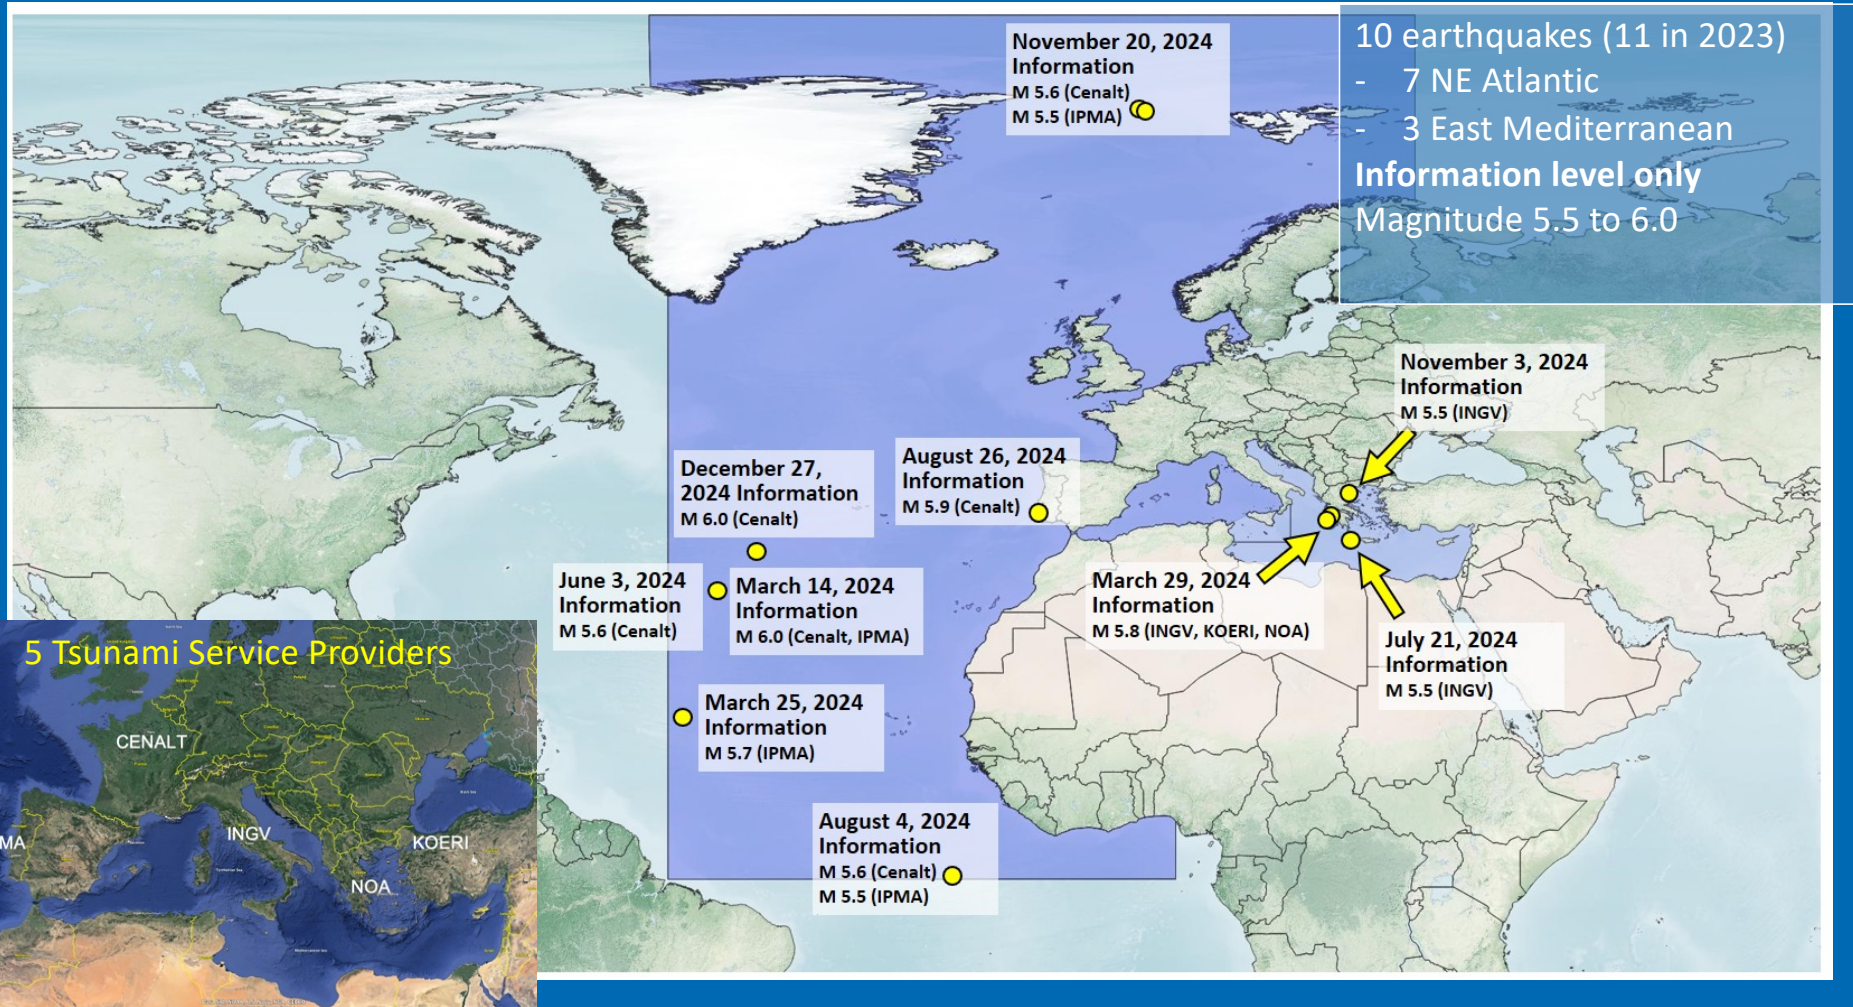 November 20, 2024
Information
M 5.6 (Cenalt)
M 5.5 (IPMA)
10 earthquakes (11 in 2023)
- 7 NE Atlantic
- 3 East Mediterranean
Information level only
Magnitude 5.5 to 6.0
November 3, 2024
Information
M 5.5 (INGV)
December 27,
2024 Information
M 6.0 (Cenalt)
August 26, 2024
Information
M 5.9 (Cenalt)
June 3, 2024
Information
M 5.6 (Cenalt)
March 14, 2024
Information
M 6.0 (Cenalt, IPMA)
March 29, 2024
Information
M 5.8 (INGV, KOERI, NOA)
July 21, 2024
Information
M 5.5 (INGV)
March 25, 2024
Information
M 5.7 (IPMA)
August 4, 2024
Information
M 5.6 (Cenalt)
M 5.5 (IPMA)
5 Tsunami Service Providers
CENALT
MA
INGV
KOERI
NOA